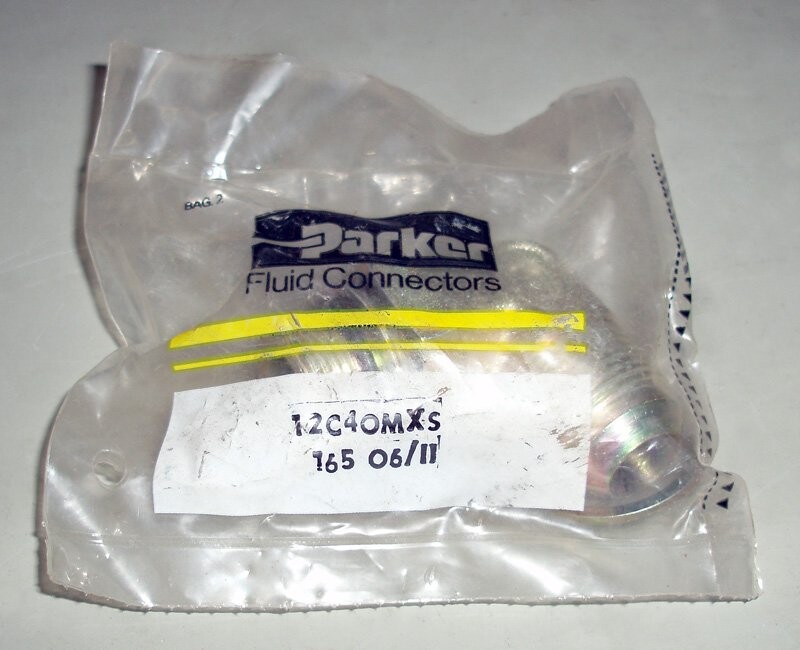 BAG 2
Parker
Fluid Connectors
12C4OMXS
165 06/11